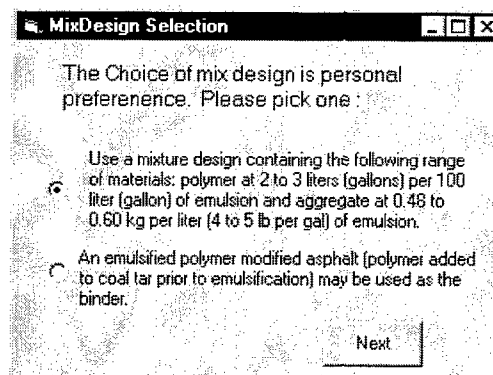 MixDesign Selection
The Choice of mix design is personal
preferenence. Please pick one :
Use a mixture design containing the following range
of materials: polymer at 2 to 3 liters (gallons) per 100
liter (gallon) of emulsion and aggregate at 0.48 to
0.60 kg per liter (4 to 5 lb per gal) of emulsion.
An emulsified polymer modified asphalt (polymer added
to coal tar prior to emulsification) may be used as the
binder.
Next